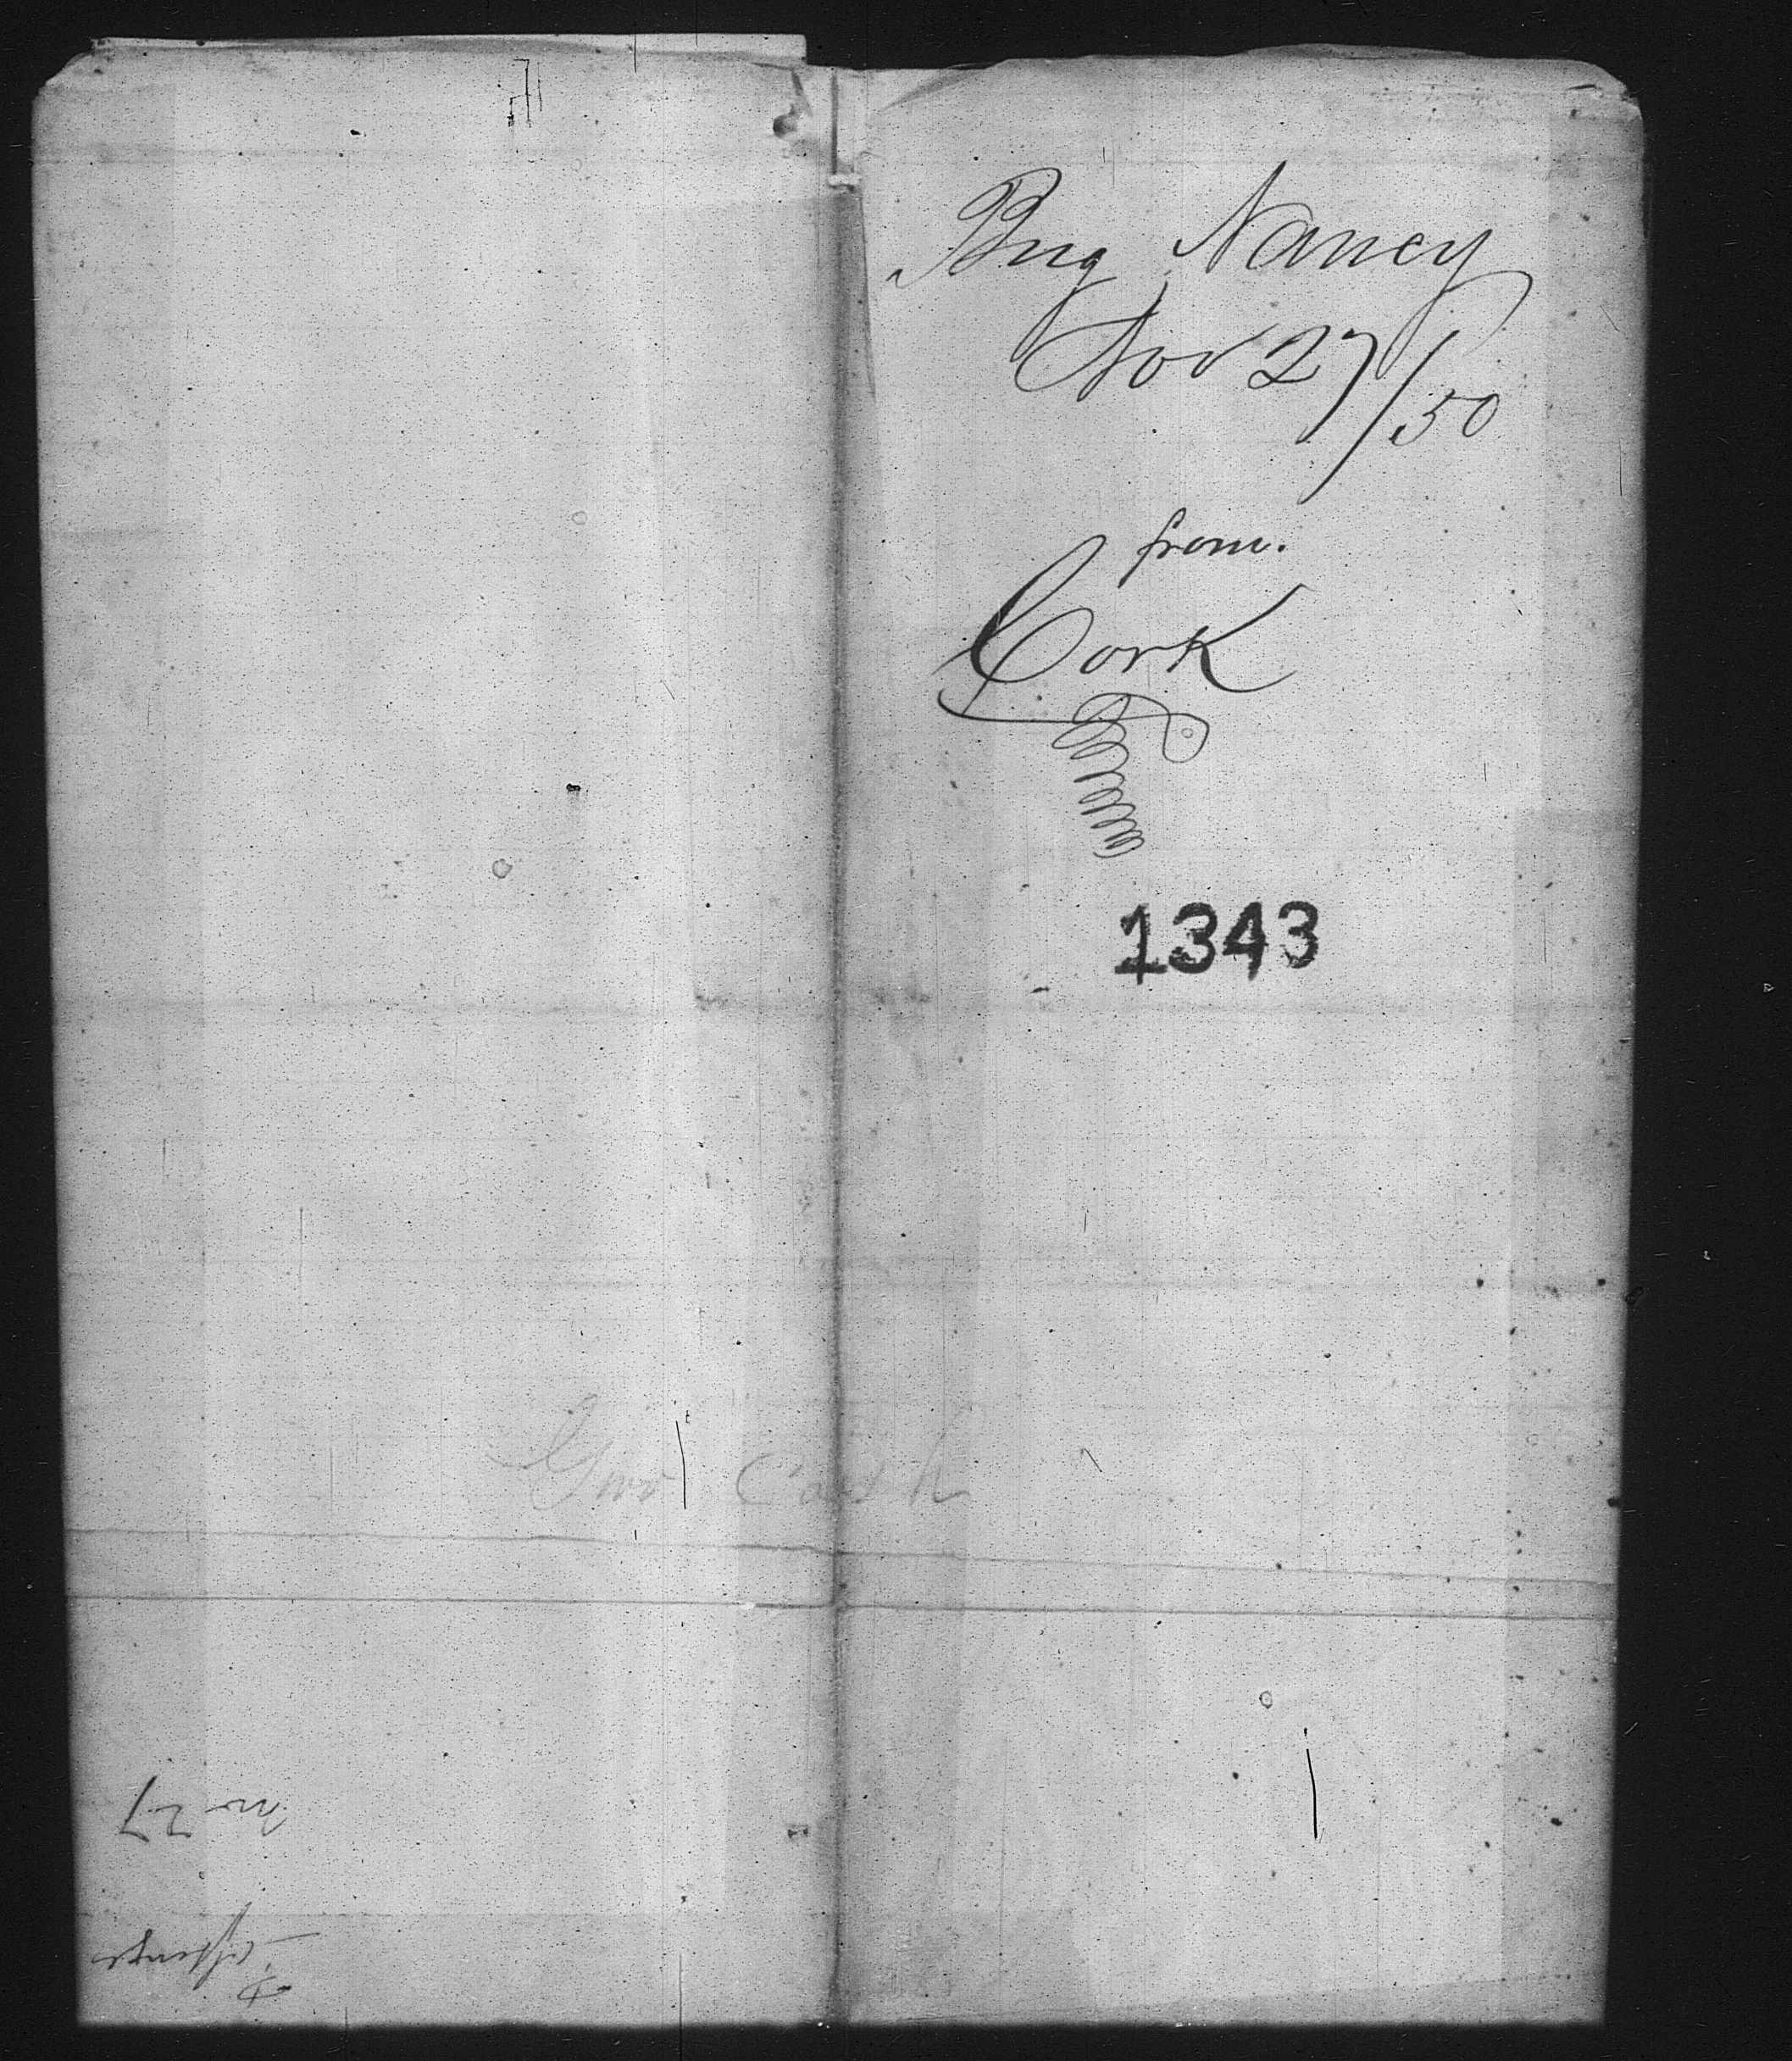 Brig Nancy
Nov 27/50
from.
Cork
1343